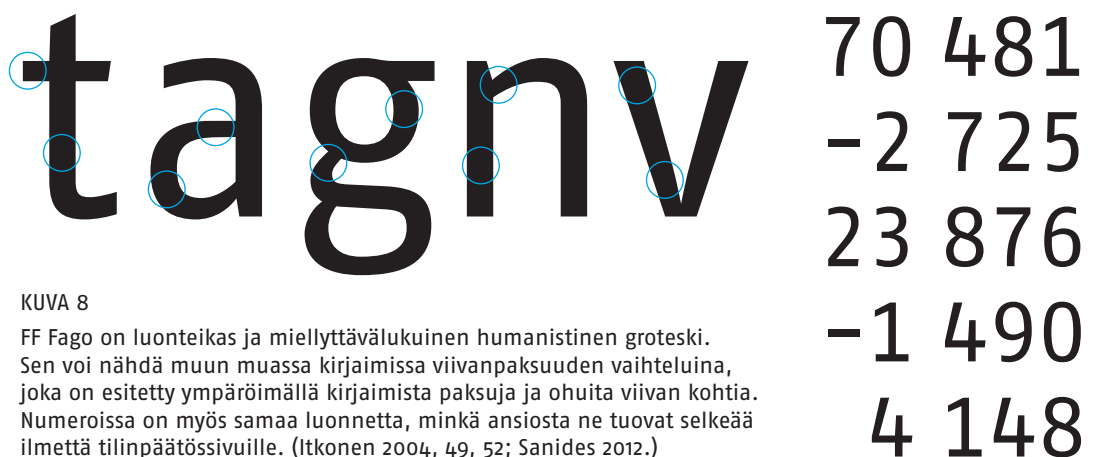 tagnv
KUVA 8
FF Fago on luonteikas ja miellyttävälukuinen humanistinen groteski.
Sen voi nähdä muun muassa kirjaimissa viivanpaksuuden vaihteluina,
joka on esitetty ympäröimällä kirjaimista paksuja ja ohuita viivan kohtia.
Numeroissa on myös samaa luonnetta, minkä ansiosta ne tuovat selkeää
ilmettä tilinpäätössivuille. (Itkonen 2004, 49, 52; Sanides 2012.)
70 481
–2 725
23 876
–1 490
4 148